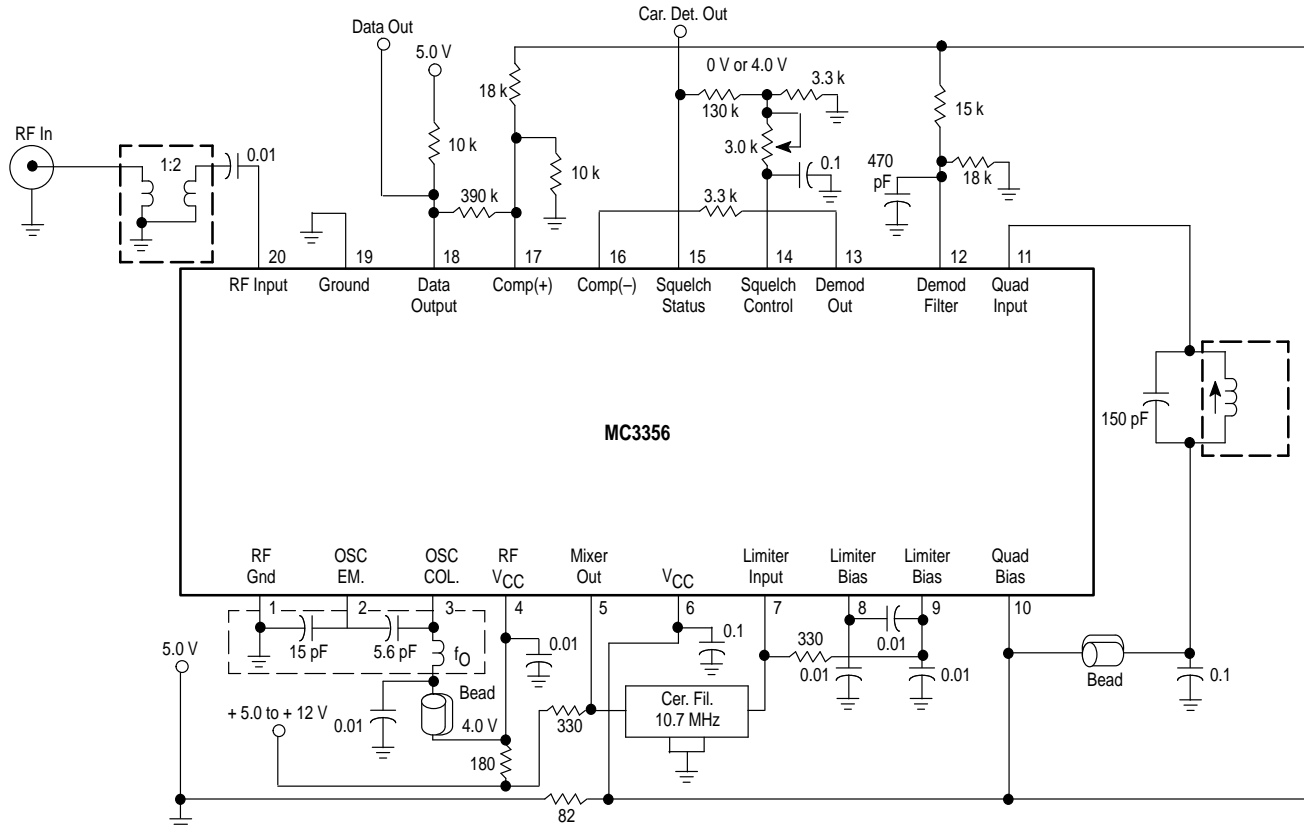 Car. Det. Out
Data Out
5.0 V
0 V or 4.0 V
18 k
3.3 k
130 k
15 k
RF In
1:2
0.01
10 k
3.0 k
0.1
470
pF
10 k
18 k
390 k
3.3 k
20 19 18 17 16 15 14 13 12 11
RF Input Ground Data Comp(+) Comp(–) Squelch Squelch Demod Demod Quad
Output Status Control Out Filter Input
150 pF
MC3356
RF OSC OSC RF Mixer Limiter Limiter Limiter Quad
Gnd EM. COL. VCC Out VCC Input Bias Bias Bias
1 2 3 4 5 6 7 8 9 10
15 pF 5.6 pF fO
0.01
0.1
330
0.01
0.01
0.01
Bead
0.1
5.0 V
Bead
+ 5.0 to + 12 V
0.01
4.0 V
330
Cer. Fil.
10.7 MHz
180
82